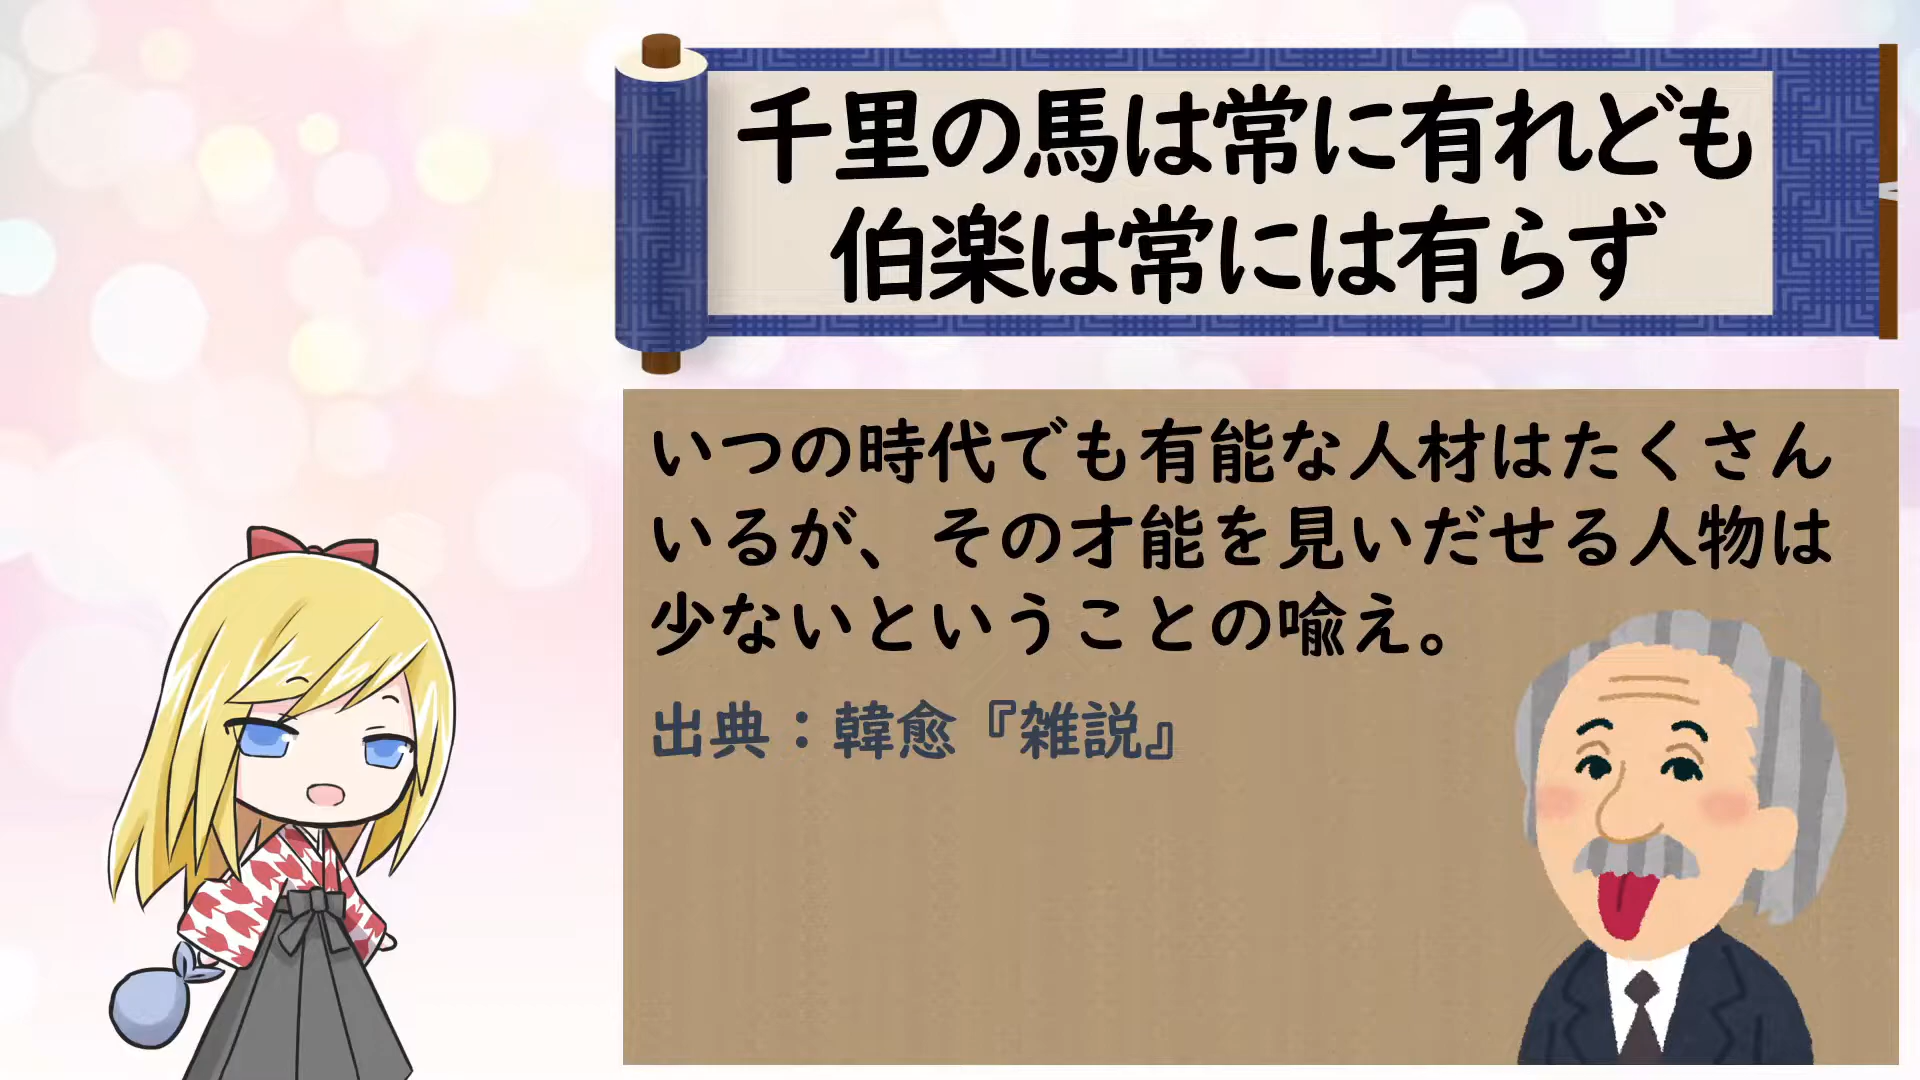 千里の馬は常に有れども
伯楽は常には有らず
いつの時代でも有能な人材はたくさん
いるが、その才能を見いだせる人物は
少ないということの喩え。
出典：韓愈『雑説』